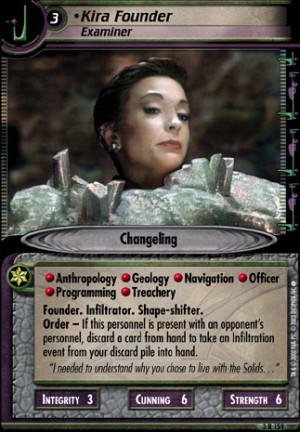 3
•Kira Founder
Examiner
Changeling
Anthropology Geology Navigation Officer
Programming Treachery
Founder. Infiltrator. Shape-shifter.
Order – If this personnel is present with an opponent's
personnel, discard a card from hand to take an Infiltration
event from your discard pile into hand.
"I needed to understand why you chose to live with the Solids…"
Integrity 3 Cunning 6 Strength 6